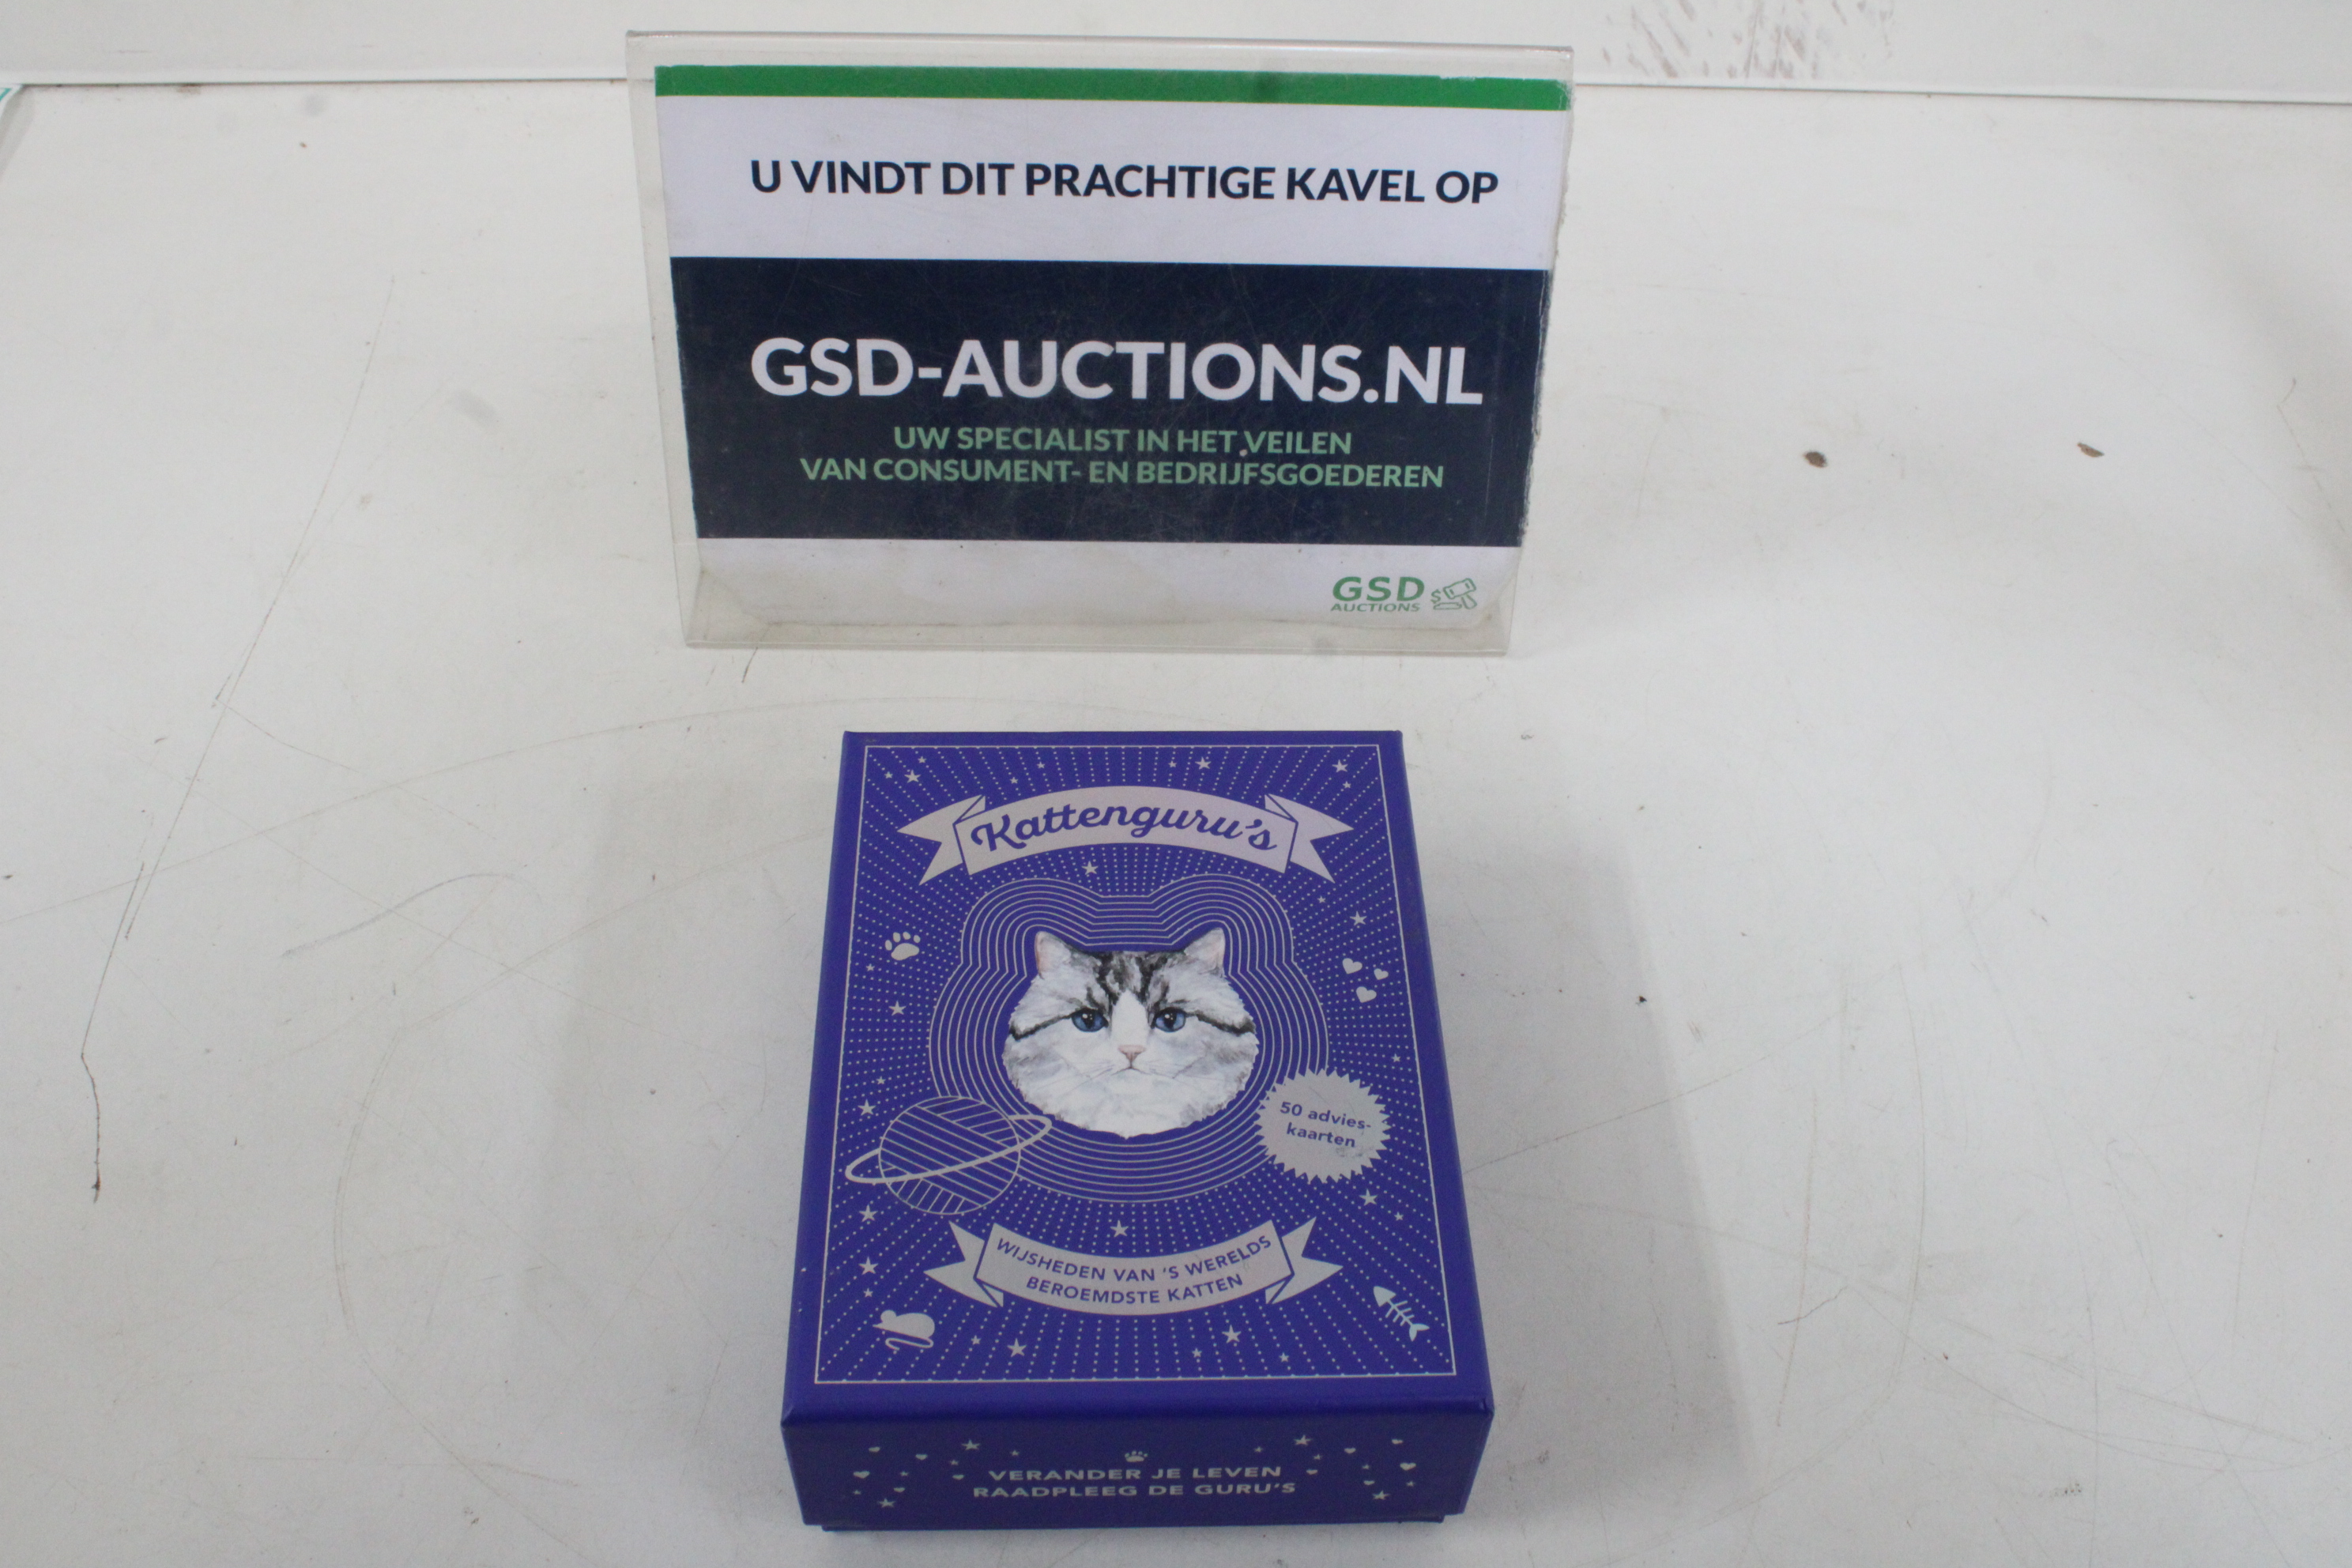 U VINDT DIT PRACHTIGE KAVEL OP
GSD-AUCTIONS.NL
UW SPECIALIST IN HET VEILEN
VAN CONSUMENT- EN BEDRIJFSGOEDEREN
GSD
AUCTIONS
Kattenguru's
50 advies-
kaarten
WIJSHEDEN VAN 'S WERELDS
BEROEMDSTE KATTEN
VERANDER JE LEVEN
RAADPLEEG DE GURU'S